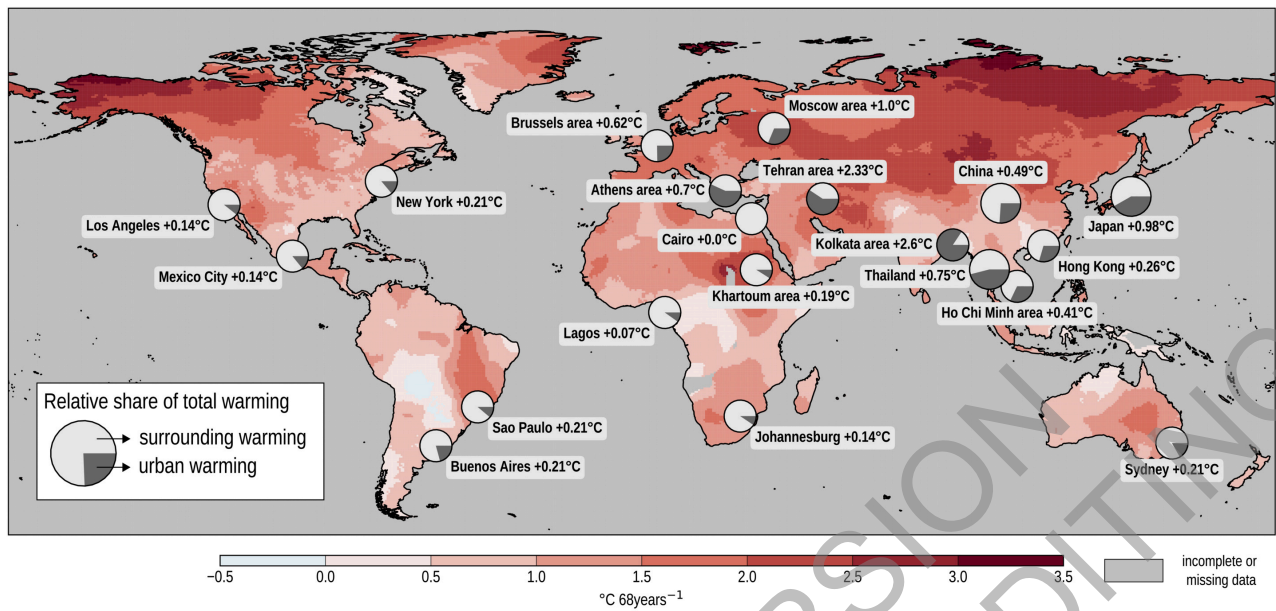 Moscow area +1.0°C
Brussels area +0.62°C
Tehran area +2.33°C
China
+0.49°C
Athens area +0.7°C
New York +0.21°C
Los Angeles +0.14°C
Japan
+0.98°C
Cairo +0.0°C
Kolkata area +2.6°C
Hong Kong +0.26°C
Mexico City +0.14°C
Thailand +0.75°C
Khartoum area +0.19°C
Ho Chi Minh area +0.41°C
Lagos +0.07°C
Relative share of total warming
surrounding warming
urban warming
Sao Paulo +0.21°C
Johannesburg +0.14°C
Buenos Aires +0.21°C
Sydney +0.21°C
−0.5 0.0 0.5 1.0 1.5 2.0 2.5 3.0 3.5
°C 68years⁻¹
incomplete or
missing data